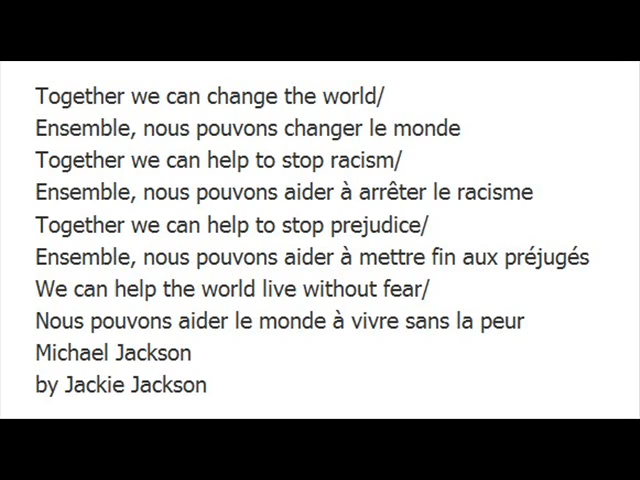 Together we can change the world/
Ensemble, nous pouvons changer le monde
Together we can help to stop racism/
Ensemble, nous pouvons aider à arrêter le racisme
Together we can help to stop prejudice/
Ensemble, nous pouvons aider à mettre fin aux préjugés
We can help the world live without fear/
Nous pouvons aider le monde à vivre sans la peur
Michael Jackson
by Jackie Jackson